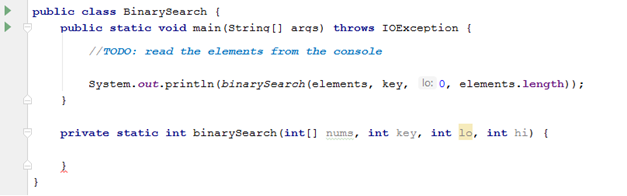 public class BinarySearch {
public static void main(String[] args) throws IOException {
//TODO: read the elements from the console
System.out.println(binarySearch(elements, key, lo: 0, elements.length));
}
private static int binarySearch(int[] nums, int key, int lo, int hi) {
}
}